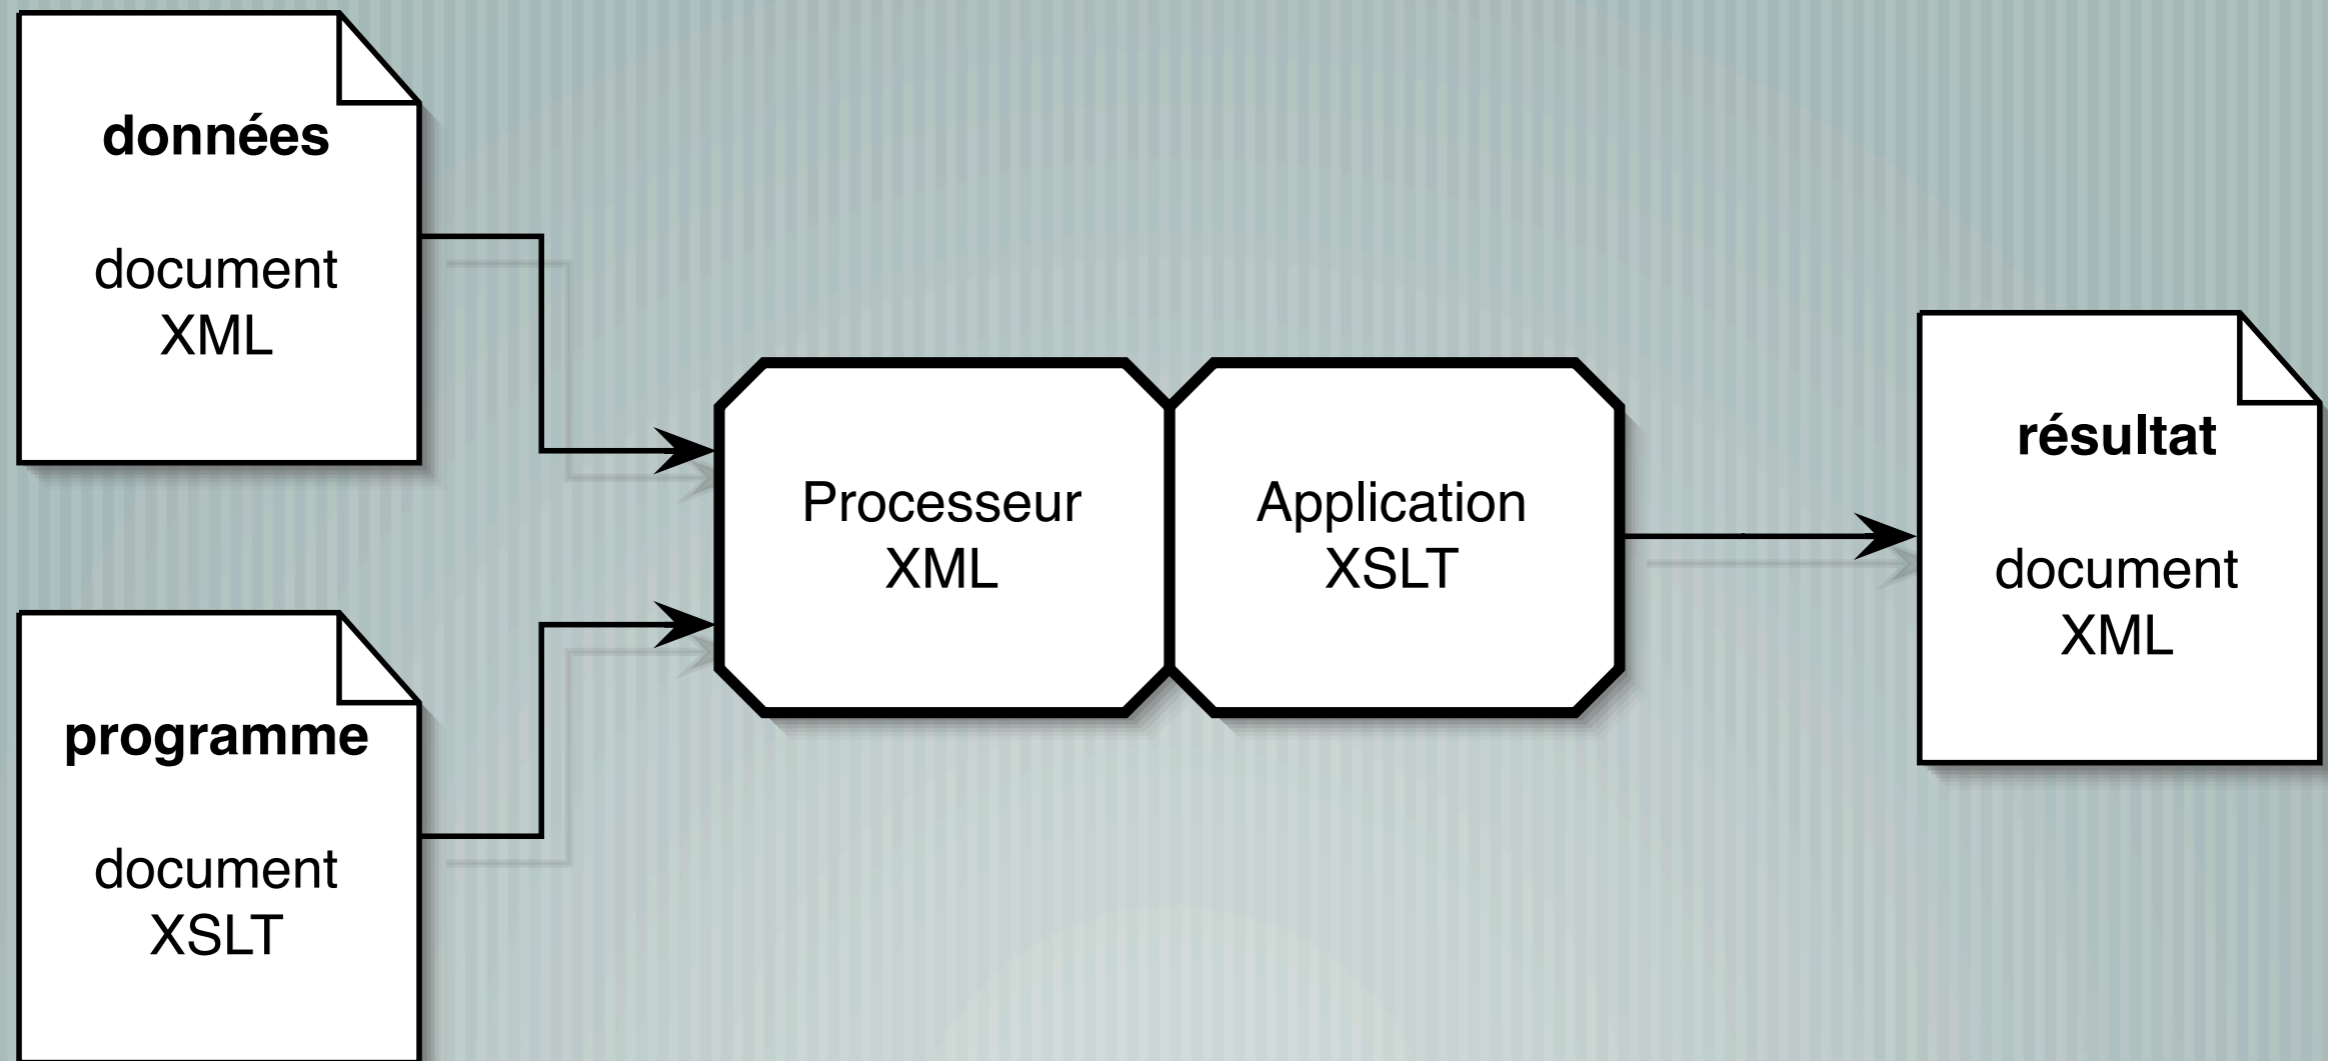 données
document
XML
programme
document
XSLT
Processeur
XML
Application
XSLT
résultat
document
XML